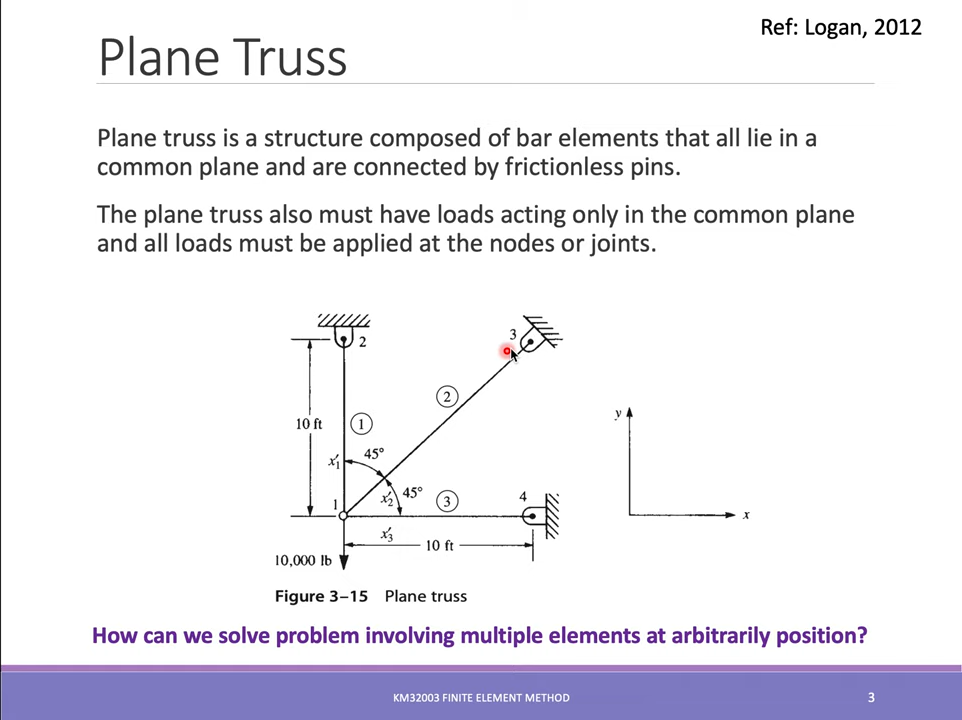 Ref: Logan, 2012
Plane Truss
Plane truss is a structure composed of bar elements that all lie in a
common plane and are connected by frictionless pins.
The plane truss also must have loads acting only in the common plane
and all loads must be applied at the nodes or joints.
2
3
2
y
10 ft
1
45°
x′1
1
x′2
45°
3
4
x
x′3
10 ft
10,000 lb
Figure 3–15 Plane truss
How can we solve problem involving multiple elements at arbitrarily position?
KM32003 FINITE ELEMENT METHOD
3